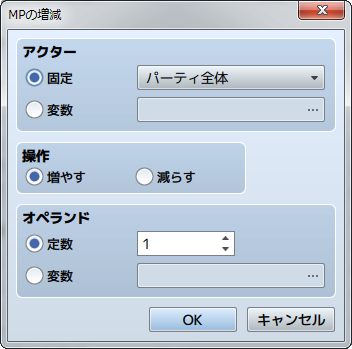 MPの増減
アクター
固定
パーティ全体
変数
...
操作
増やす
減らす
オペランド
定数
1
変数
...
OK
キャンセル